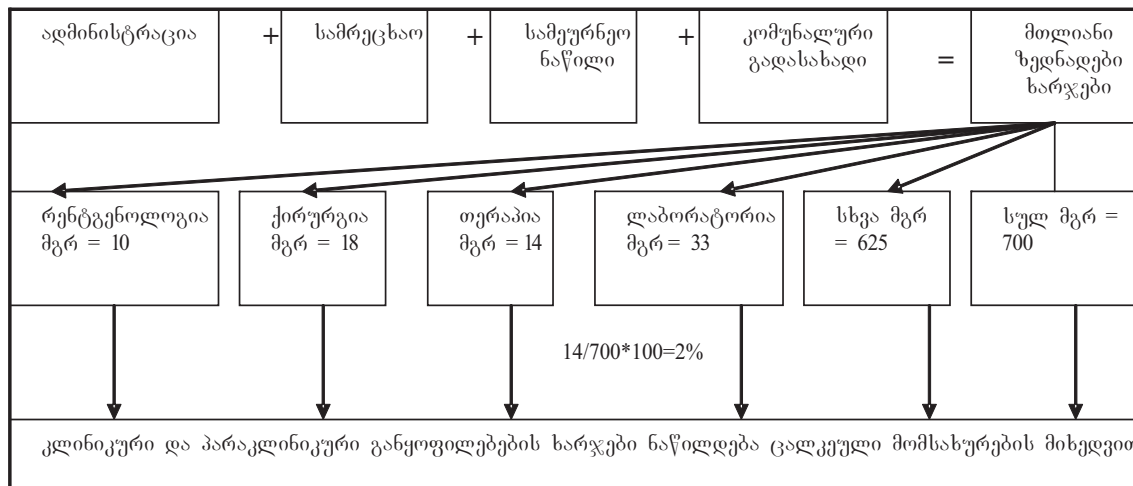 ადმინისტრაცია + სამრეცხაო + სამეურნეო ნაწილი + კომუნალური გადასახადი = მთლიანი ზედნადები ხარჯები
რენტგენოლოგია
მგრ = 10
ქირურგია
მგრ = 18
თერაპია
მგრ = 14
ლაბორატორია
მგრ = 33
სხვა მგრ
= 625
სულ მგრ =
700
14/700*100=2%
კლინიკური და პარაკლინიკური განყოფილებების ხარჯები ნაწილდება ცალკეული მომსახურების მიხედვით